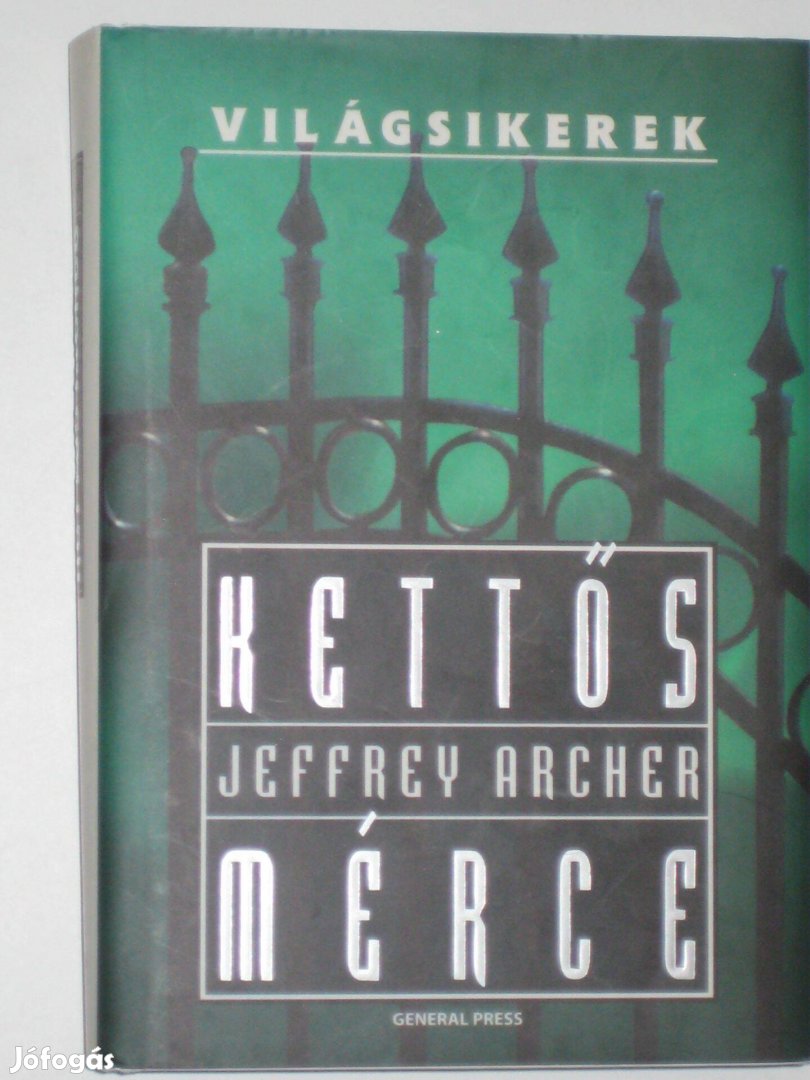 VILÁGSIKEREK
KETTŐS
JEFFREY ARCHER
MÉRCE
GENERAL PRESS
Jófogás